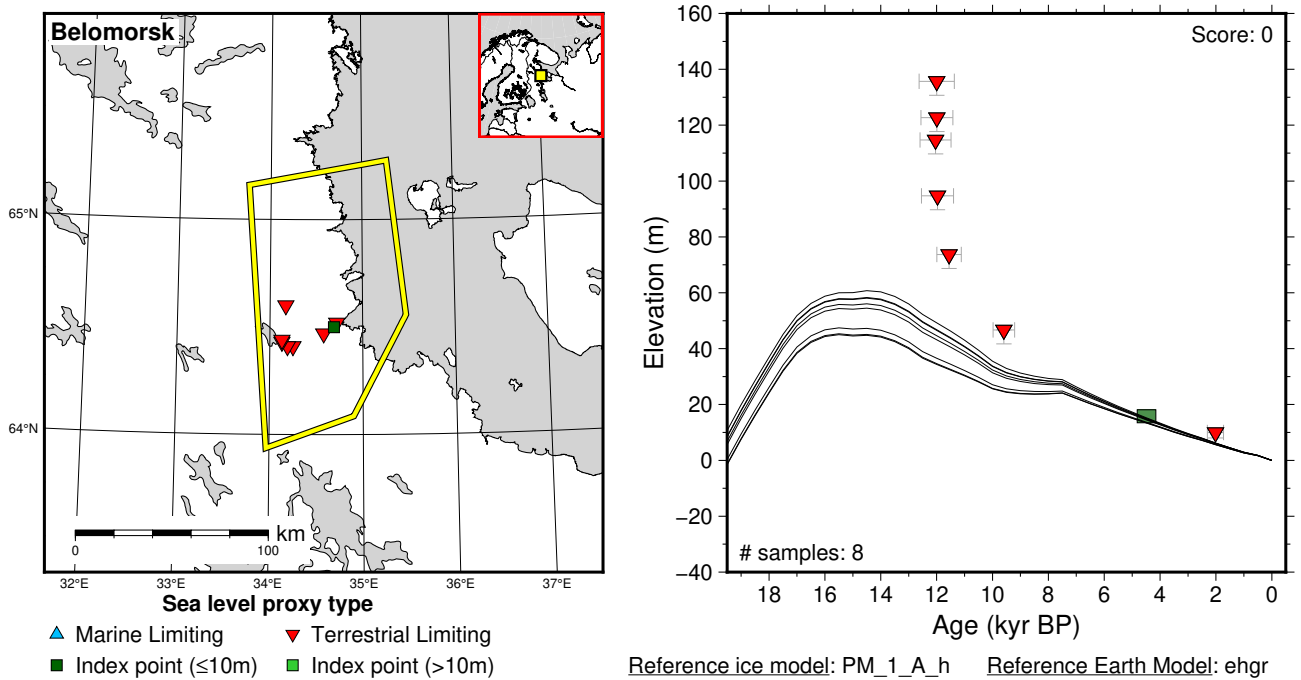 Belomorsk
65°N
64°N
km
0 100
32°E 33°E 34°E 35°E 36°E 37°E
Sea level proxy type
Marine Limiting
Terrestrial Limiting
Index point (≤10m)
Index point (>10m)
Score: 0
Elevation (m)
160
140
120
100
80
60
40
20
0
−20
−40
# samples: 8
18 16 14 12 10 8 6 4 2 0
Age (kyr BP)
Reference ice model: PM_1_A_h
Reference Earth Model: ehgr